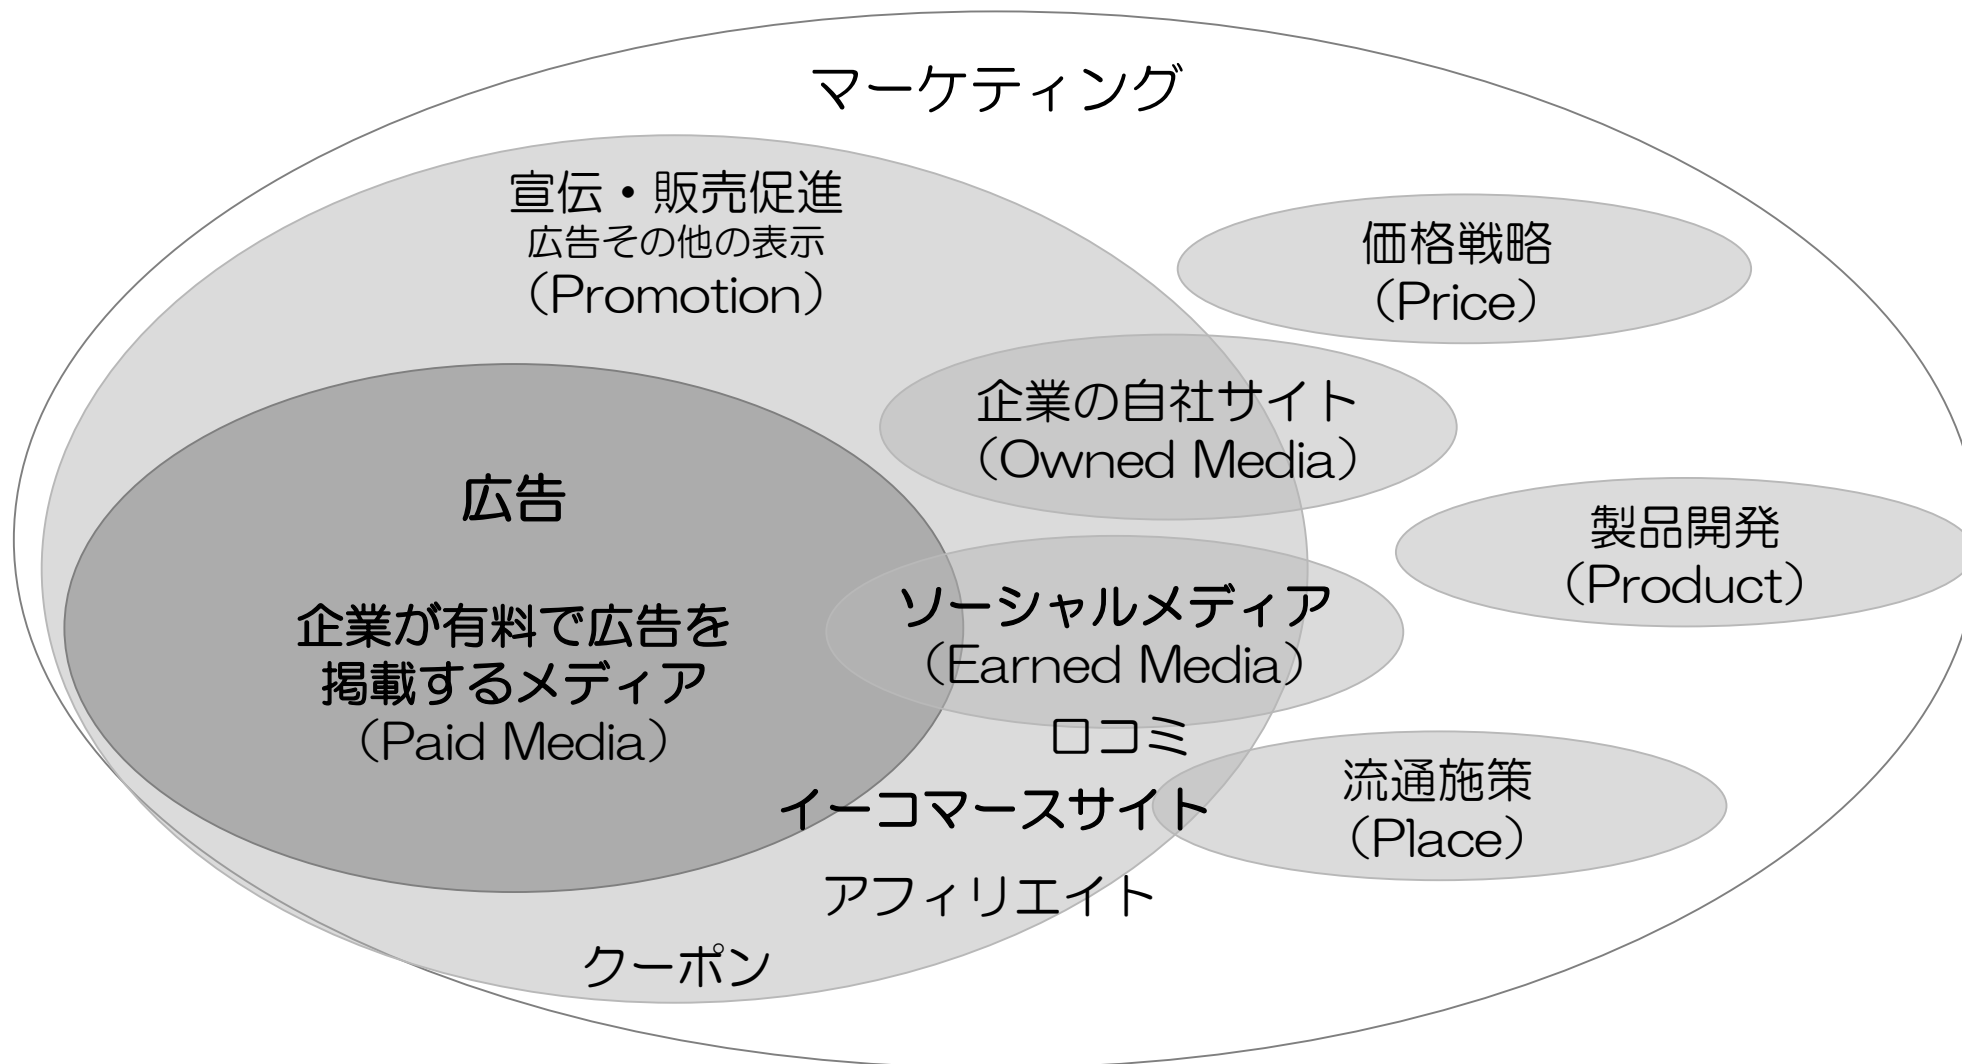 マーケティング
宣伝・販売促進
広告その他の表示
（Promotion）
価格戦略
（Price）
企業の自社サイト
（Owned Media）
広告
製品開発
（Product）
企業が有料で広告を
掲載するメディア
（Paid Media）
ソーシャルメディア
（Earned Media）
口コミ
イーコマースサイト
流通施策
（Place）
アフィリエイト
クーポン